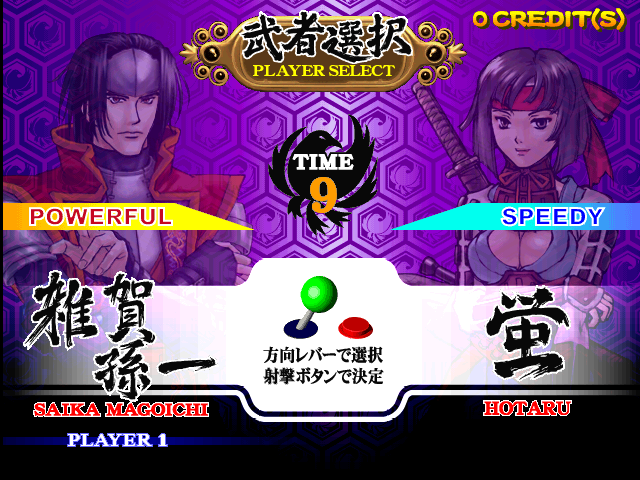 武者選択
PLAYER SELECT
0 CREDIT(S)
TIME
9
POWERFUL
SPEEDY
雑賀
孫一
SAIKA MAGOICHI
方向レバーで選択
射撃ボタンで決定
蛍
HOTARU
PLAYER 1